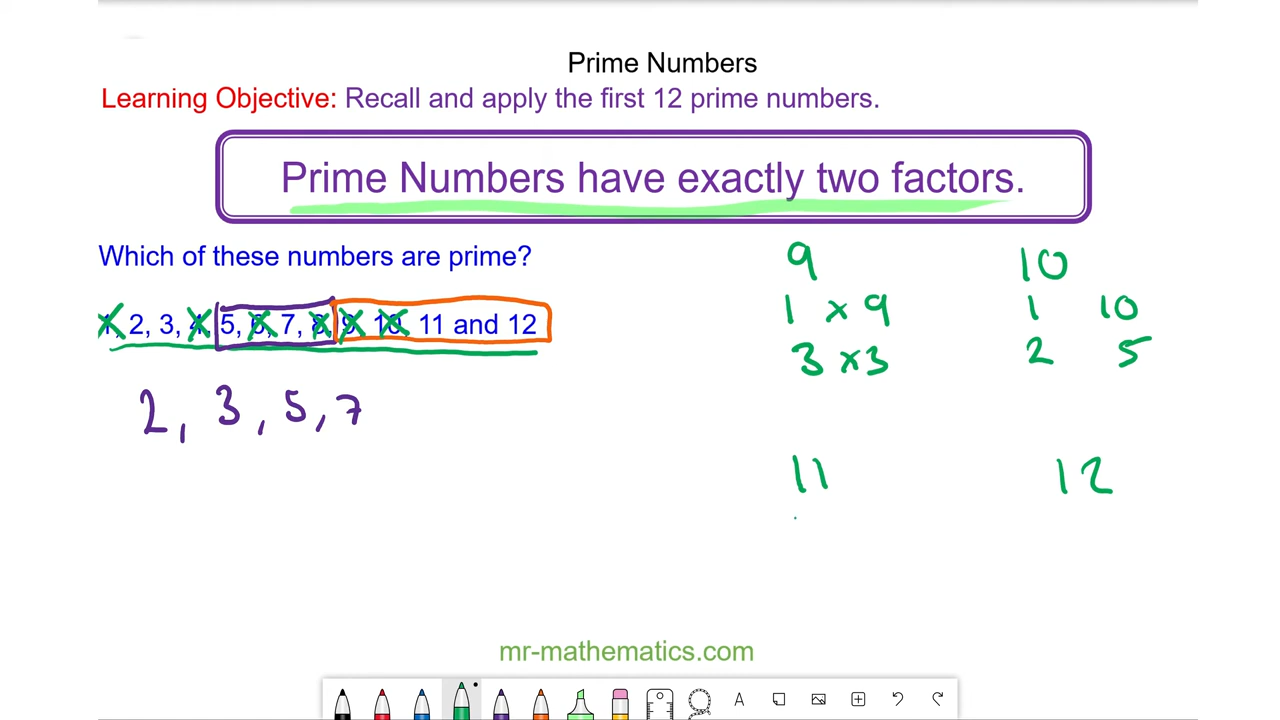 Prime Numbers
Learning Objective: Recall and apply the first 12 prime numbers.
Prime Numbers have exactly two factors.
Which of these numbers are prime?
1, 2, 3, 4, 5, 6, 7, 8, 9 10 11 and 12
2, 3, 5, 7
9
1 x 9
3 x 3
10
1 10
2 5
11
12
mr-mathematics.com
A